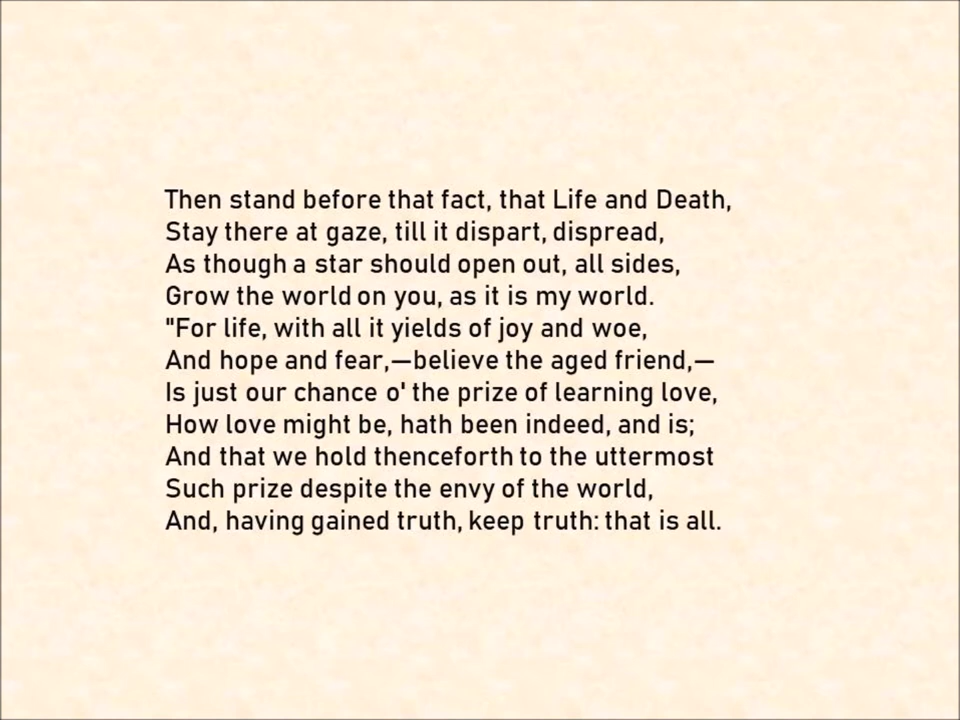 Then stand before that fact, that Life and Death,
Stay there at gaze, till it dispart, dispread,
As though a star should open out, all sides,
Grow the world on you, as it is my world.
"For life, with all it yields of joy and woe,
And hope and fear,—believe the aged friend,—
Is just our chance o' the prize of learning love,
How love might be, hath been indeed, and is;
And that we hold thenceforth to the uttermost
Such prize despite the envy of the world,
And, having gained truth, keep truth: that is all.